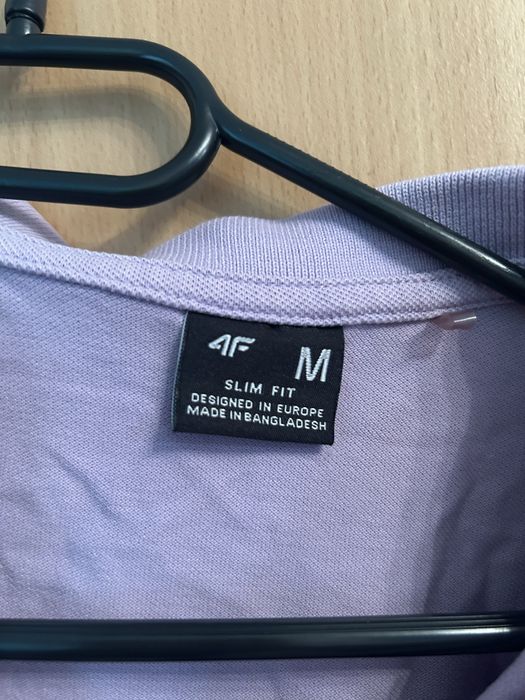 4F
M
SLIM FIT
DESIGNED IN EUROPE
MADE IN BANGLADESH